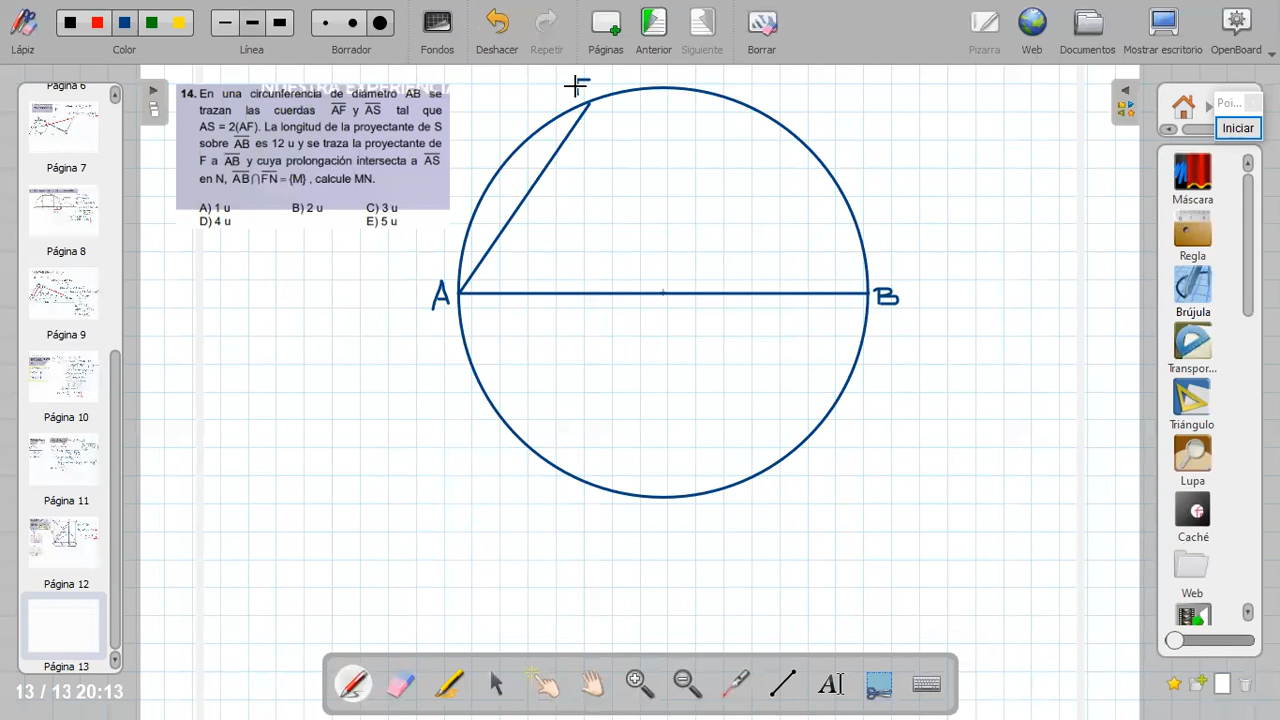 Lápiz
Color
Línea
Borrador
Fondos
Deshacer
Repetir
Páginas
Anterior
Siguiente
Borrar
Pizarra
Web
Documentos
Mostrar escritorio
OpenBoard
Página 6
Página 7
Página 8
Página 9
Página 10
Página 11
Página 12
Página 13
13 / 13 20:13
NUESTRA EXPERIENCIA
14. En una circunferencia de diámetro AB se
trazan las cuerdas AF y AS tal que
AS = 2(AF). La longitud de la proyectante de S
sobre AB es 12 u y se traza la proyectante de
F a AB y cuya prolongación intersecta a AS
en N, AB∩FN = {M} , calcule MN.
A) 1 u B) 2 u C) 3 u
D) 4 u E) 5 u
F
A
B
Poi...
Iniciar
Máscara
Regla
Brújula
Transpor...
Triángulo
Lupa
Caché
Web
AI